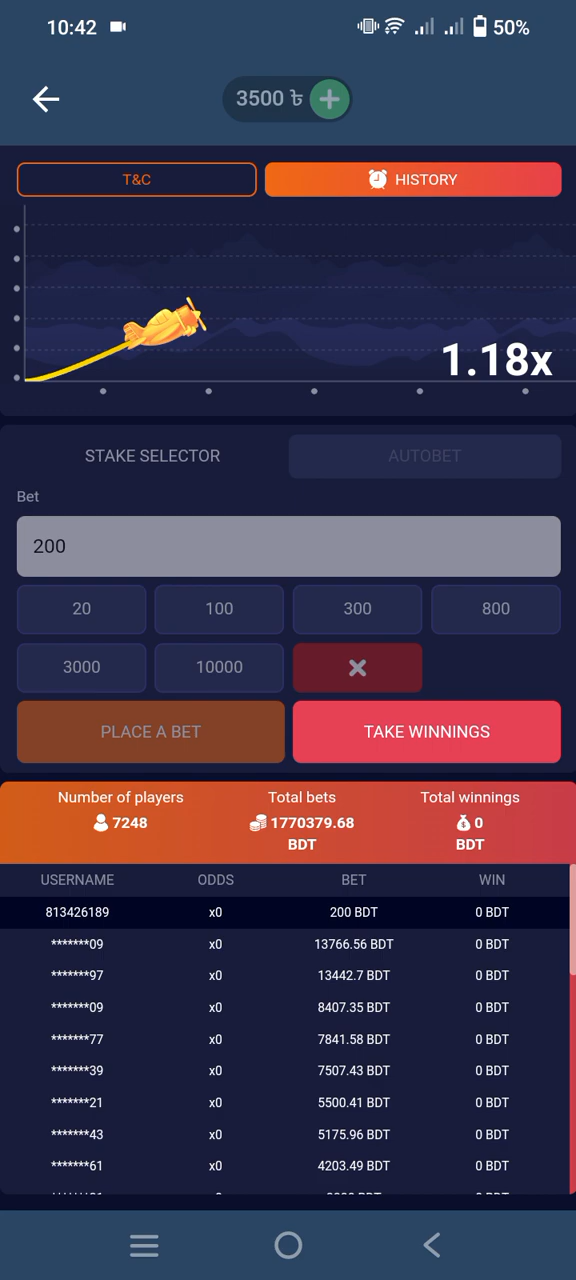 10:42 50%
3500 ৳
T&C HISTORY
1.18x
STAKE SELECTOR AUTOBET
Bet
200
20 100 300 800
3000 10000
PLACE A BET TAKE WINNINGS
Number of players Total bets Total winnings
7248 1770379.68 0
BDT BDT
USERNAME ODDS BET WIN
813426189 x0 200 BDT 0 BDT
*******09 x0 13766.56 BDT 0 BDT
*******97 x0 13442.7 BDT 0 BDT
*******09 x0 8407.35 BDT 0 BDT
*******77 x0 7841.58 BDT 0 BDT
*******39 x0 7507.43 BDT 0 BDT
*******21 x0 5500.41 BDT 0 BDT
*******43 x0 5175.96 BDT 0 BDT
*******61 x0 4203.49 BDT 0 BDT